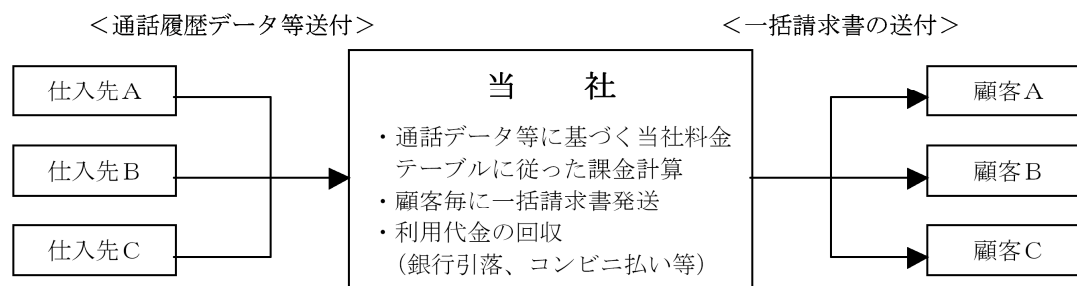 ＜通話履歴データ等送付＞
＜一括請求書の送付＞
仕入先Ａ
仕入先Ｂ
仕入先Ｃ
当　　社
・通話データ等に基づく当社料金
テーブルに従った課金計算
・顧客毎に一括請求書発送
・利用代金の回収
（銀行引落、コンビニ払い等）
顧客Ａ
顧客Ｂ
顧客Ｃ